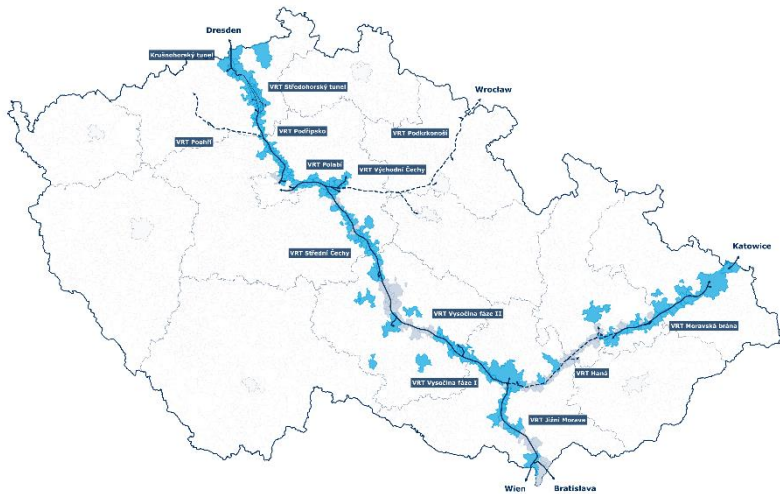 Dresden
Krušnohorský tunel
VRT Středohorský tunel
Wrocław
VRT Podřipsko
VRT Podkrkonoší
VRT Poohří
VRT Polabí
VRT Východní Čechy
VRT Střední Čechy
Katowice
VRT Vysočina fáze II
VRT Moravská brána
VRT Haná
VRT Vysočina fáze I
VRT Jižní Morava
Wien
Bratislava